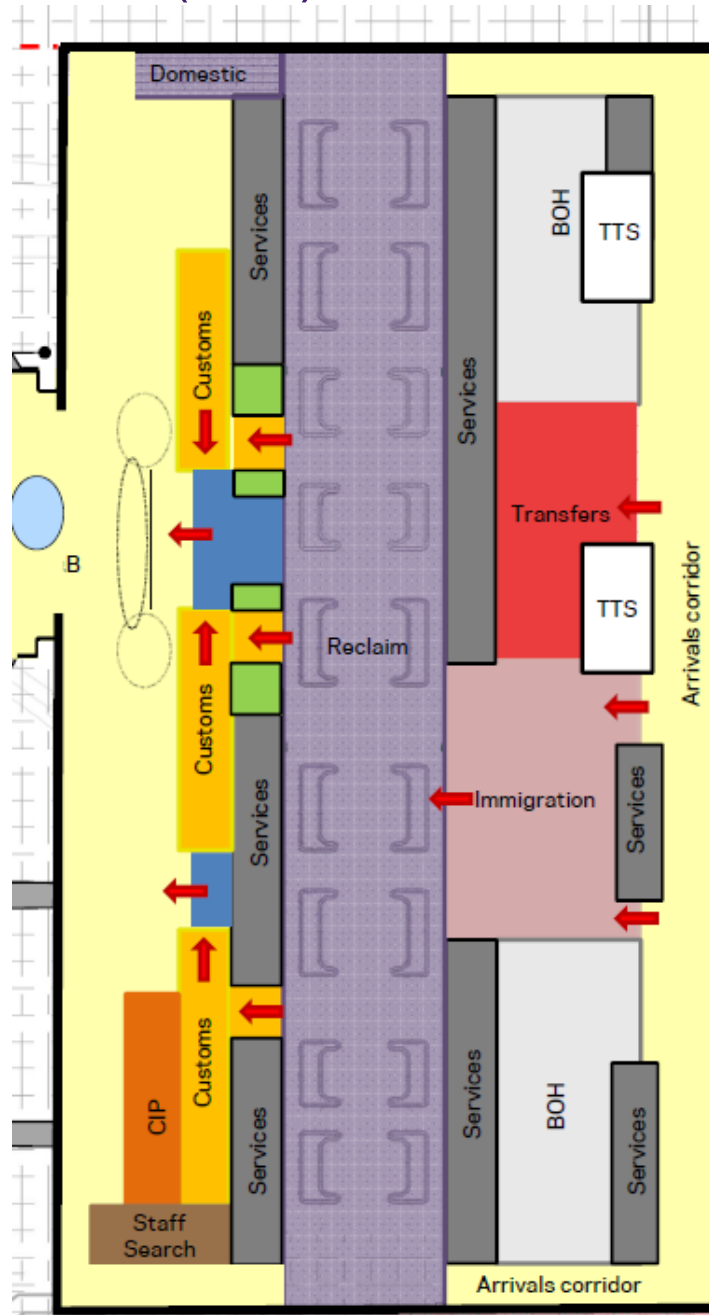 Domestic
Services
BOH
TTS
Customs
Services
Transfers
B
TTS
Reclaim
Arrivals corridor
Customs
Services
Immigration
Services
CIP
Customs
Services
Services
BOH
Services
Staff
Search
Arrivals corridor